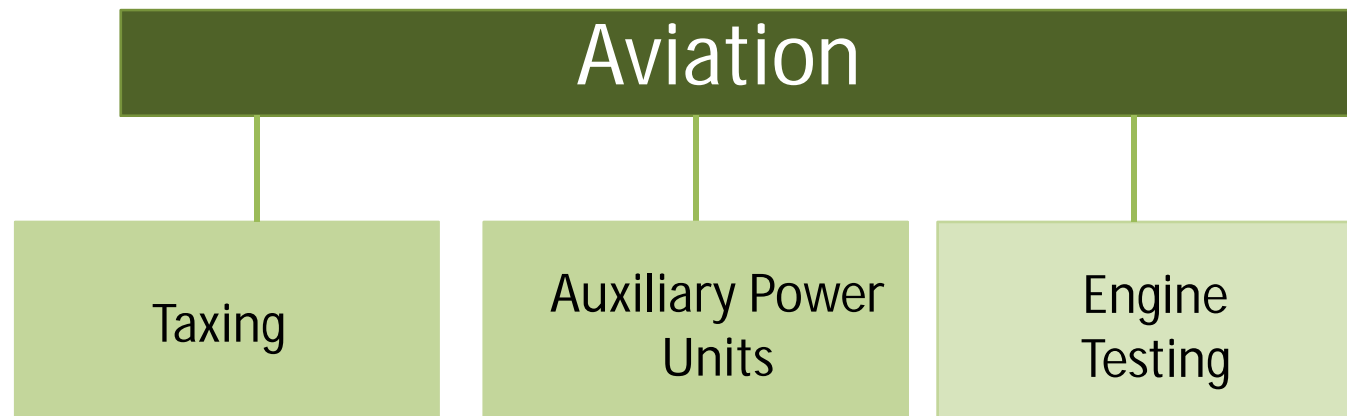 Aviation
Taxing
Auxiliary Power
Units
Engine
Testing